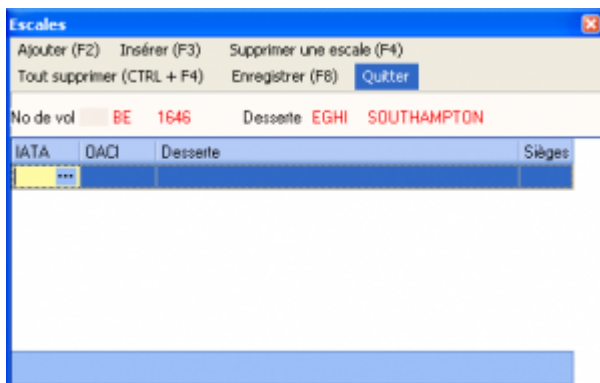 Escales
Ajouter (F2) Insérer (F3) Supprimer une escale (F4)
Tout supprimer (CTRL + F4) Enregistrer (F8) Quitter
No de vol BE 1646 Desserte EGHI SOUTHAMPTON
IATA OACI Desserte Sièges